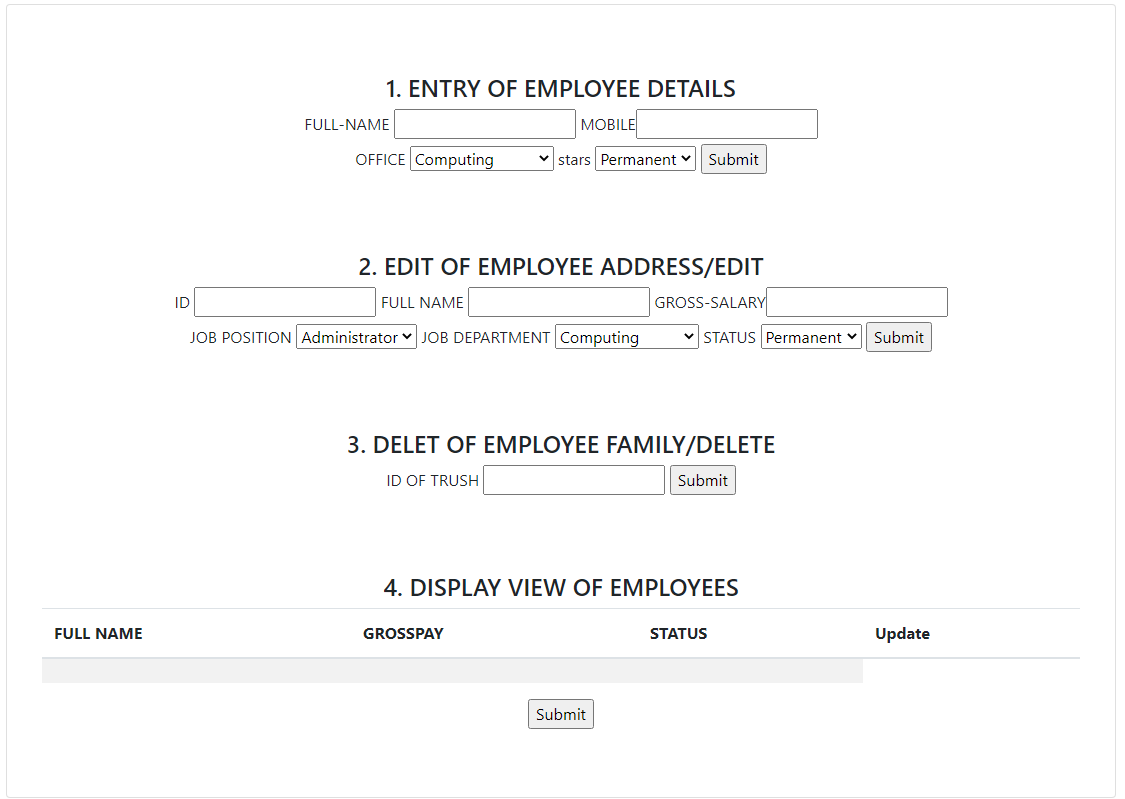 1. ENTRY OF EMPLOYEE DETAILS
FULL-NAME MOBILE
OFFICE Computing stars Permanent Submit
2. EDIT OF EMPLOYEE ADDRESS/EDIT
ID FULL NAME GROSS-SALARY
JOB POSITION Administrator JOB DEPARTMENT Computing STATUS Permanent Submit
3. DELET OF EMPLOYEE FAMILY/DELETE
ID OF TRUSH Submit
4. DISPLAY VIEW OF EMPLOYEES
FULL NAME GROSSPAY STATUS Update
Submit